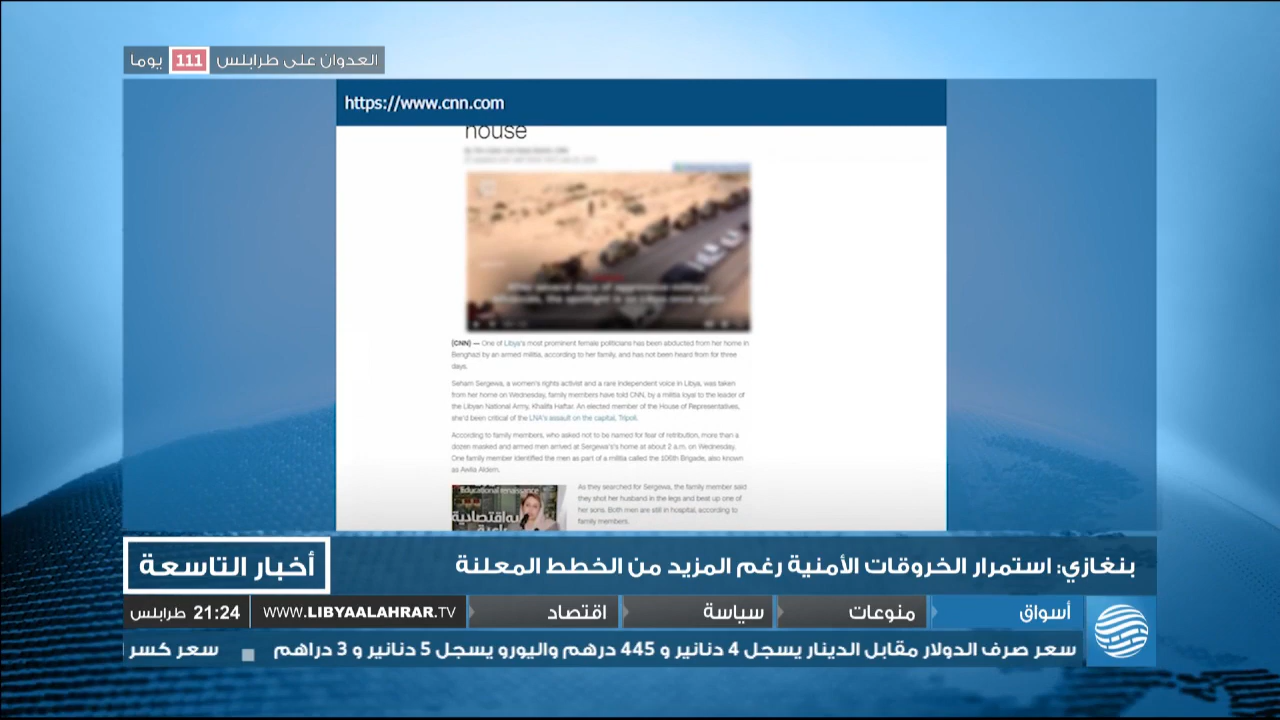 العدوان على طرابلس 111 يوما
https://www.cnn.com
house
(CNN) — One of Libya's most prominent female politicians has been abducted from her home in
Benghazi by an armed militia, according to her family, and has not been heard from for three
days.
Seham Sergewa, a women's rights activist and a rare independent voice in Libya, was taken
from her home on Wednesday, family members have told CNN, by a militia loyal to the leader of
the Libyan National Army, Khalifa Haftar. An elected member of the House of Representatives,
she'd been critical of the LNA's assault on the capital, Tripoli.
According to family members, who asked not to be named for fear of retribution, more than a
dozen masked and armed men arrived at Sergewa's's home at about 2 a.m. on Wednesday.
One family member identified the men as part of a militia called the 106th Brigade, also known
as Awlia Aldem.
Educational renaissance
As they searched for Sergewa, the family member said
they shot her husband in the legs and beat up one of
her sons. Both men are still in hospital, according to
family members.
بنغازي: استمرار الخروقات الأمنية رغم المزيد من الخطط المعلنة
أخبار التاسعة
أسواق
منوعات
سياسة
اقتصاد
WWW.LIBYAALAHRAR.TV
21:24 طرابلس
سعر صرف الدولار مقابل الدينار يسجل 4 دنانير و 445 درهم واليورو يسجل 5 دنانير و 3 دراهم ■ سعر كسر